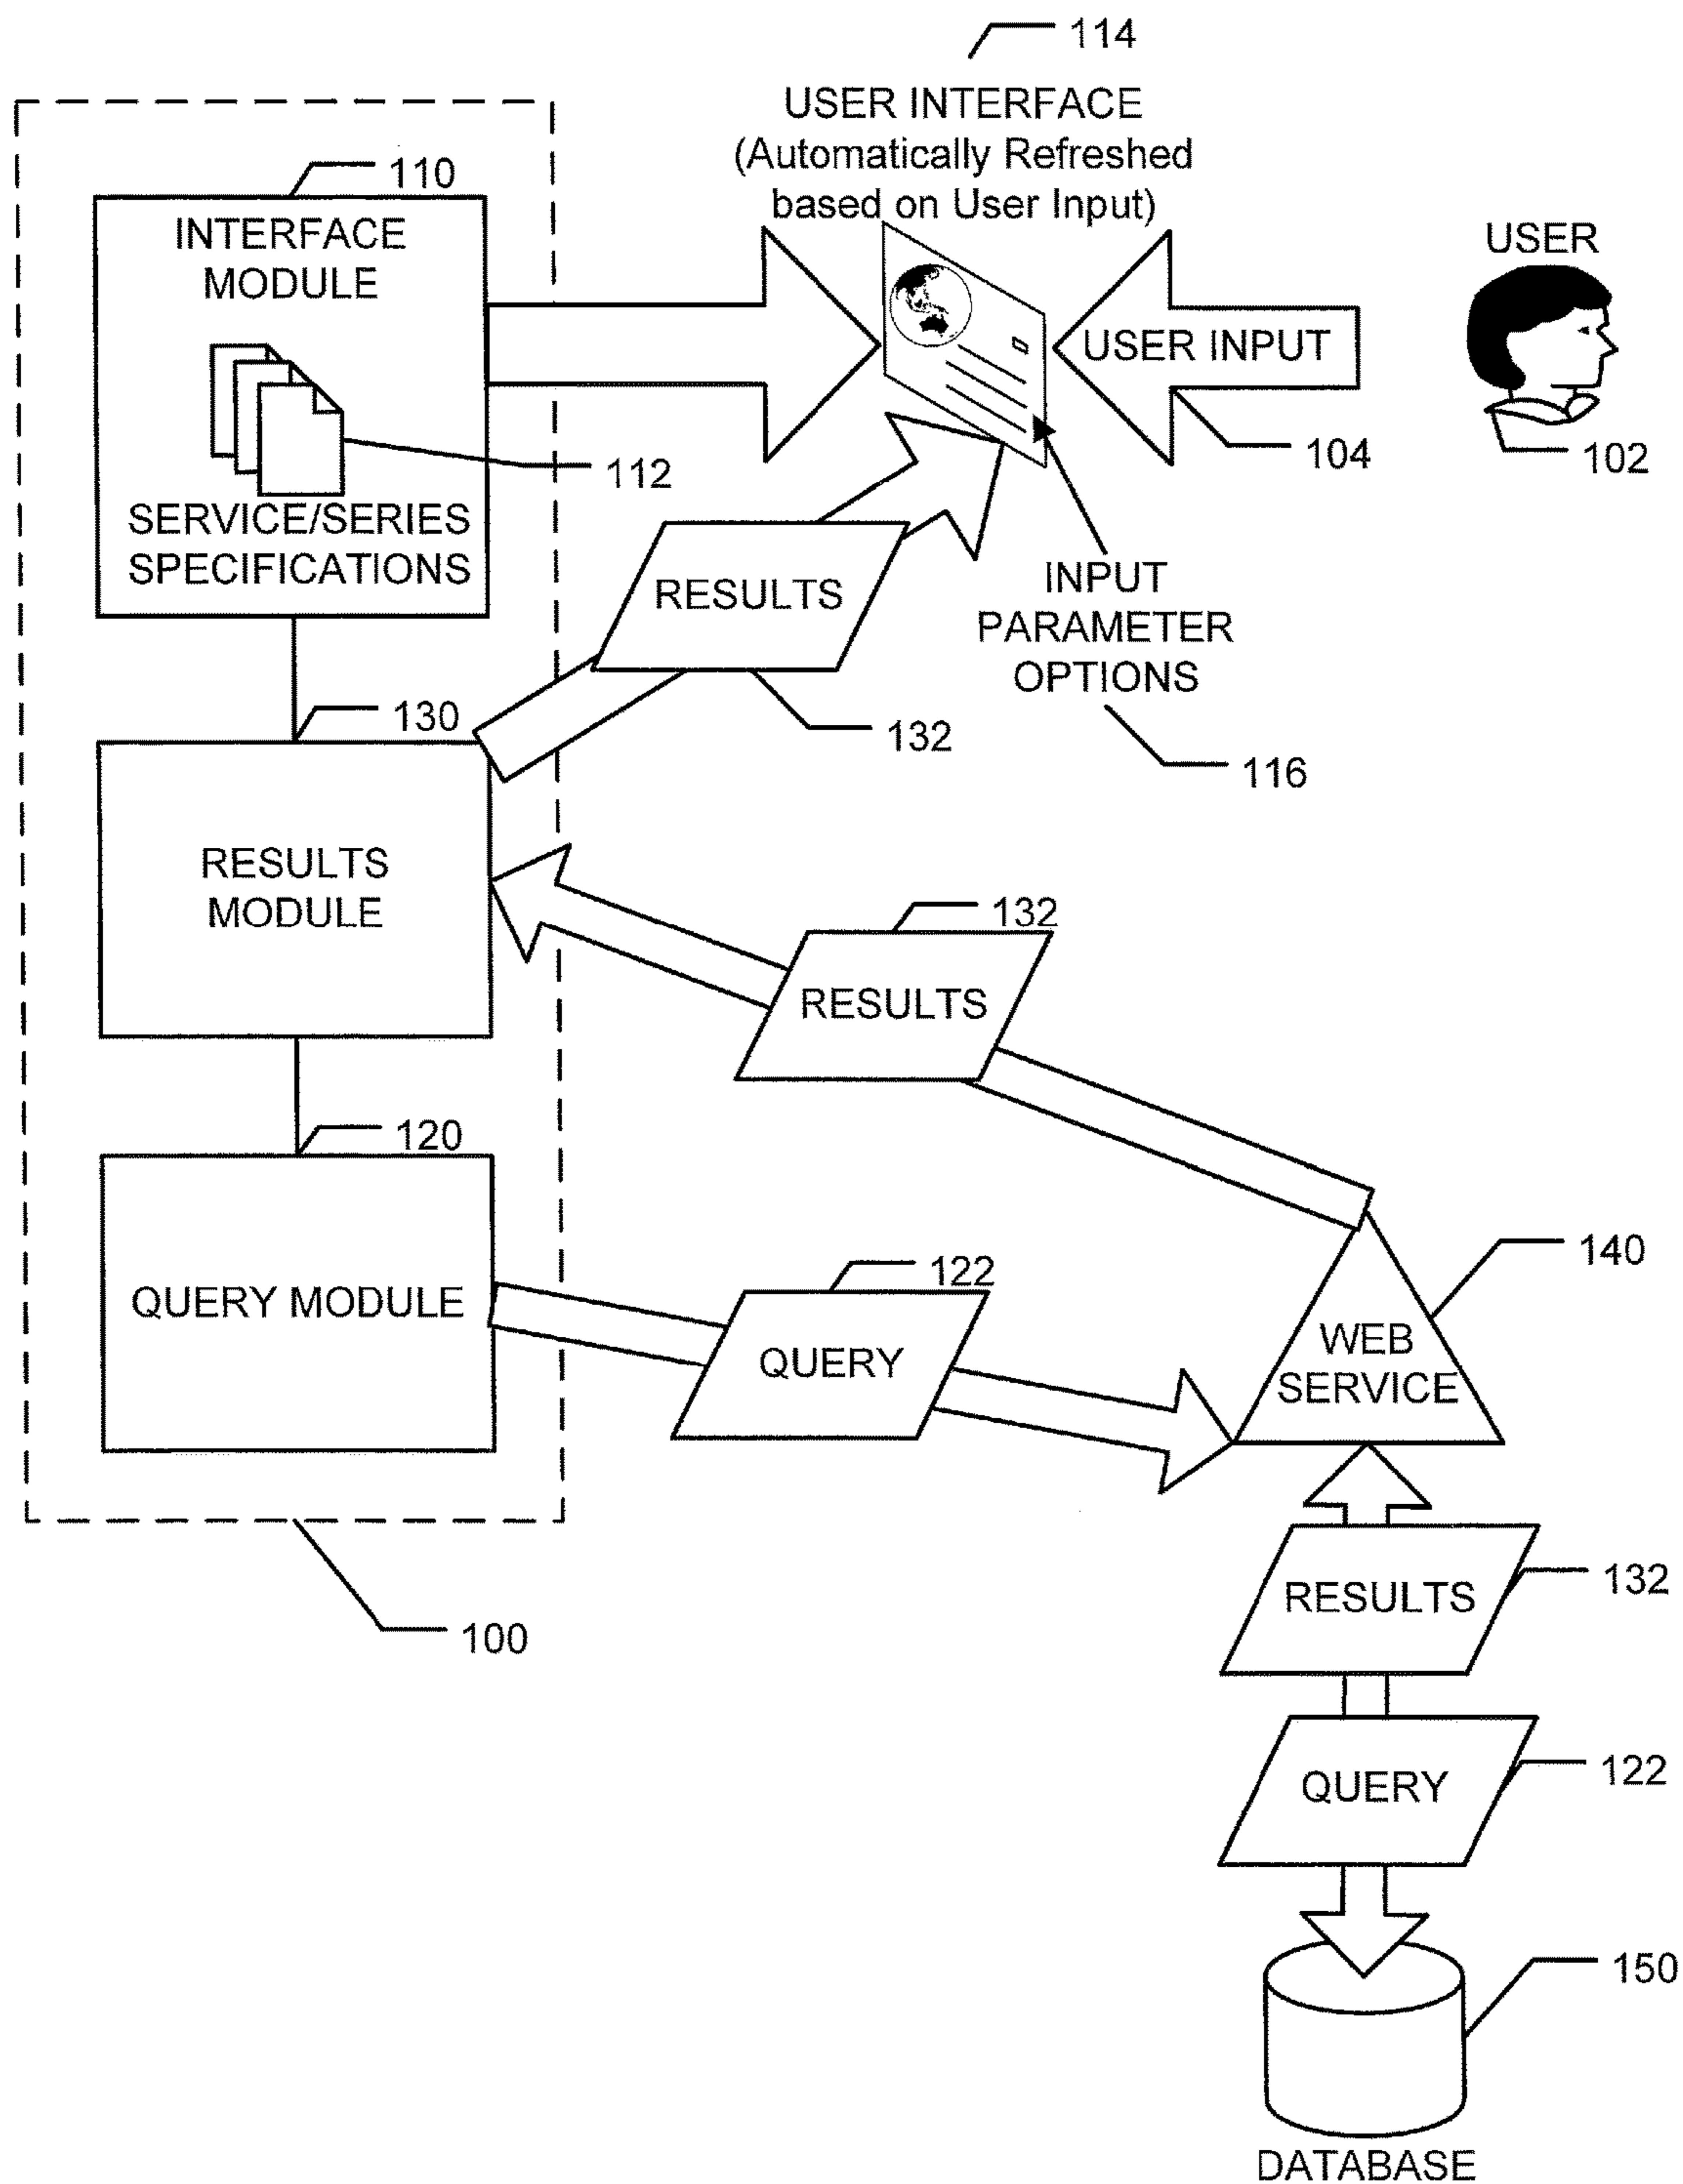 114
USER INTERFACE
(Automatically Refreshed
based on User Input)
110
INTERFACE
MODULE
USER
USER INPUT
104
102
112
SERVICE/SERIES
SPECIFICATIONS
RESULTS
INPUT
PARAMETER
OPTIONS
130
132
116
RESULTS
MODULE
132
RESULTS
120
140
122
QUERY MODULE
WEB
SERVICE
QUERY
132
RESULTS
100
122
QUERY
150
DATABASE